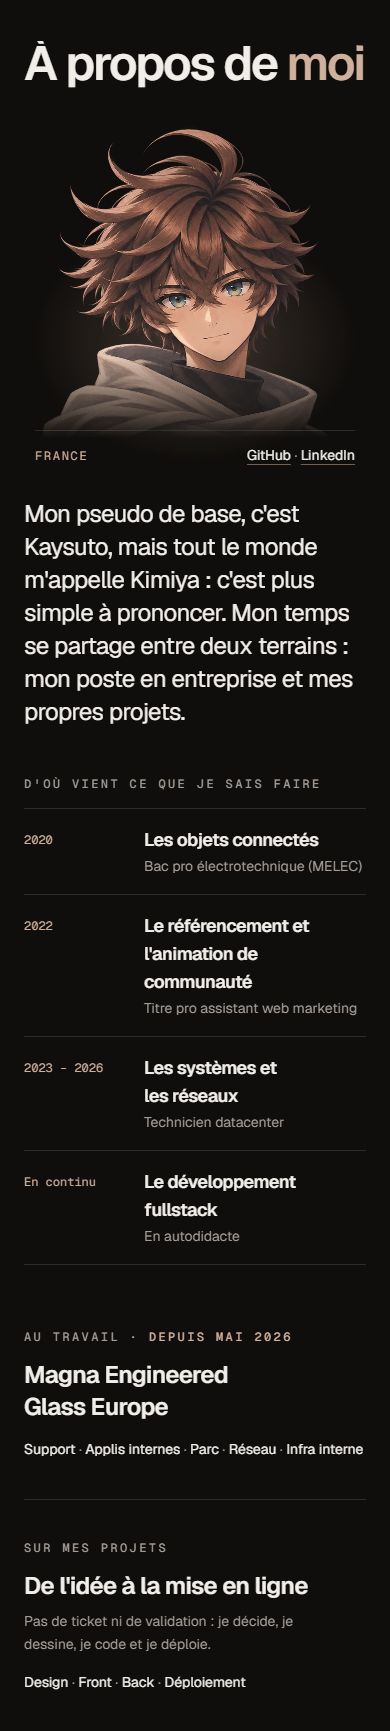 À propos de moi
FRANCE
GitHub · LinkedIn
Mon pseudo de base, c'est
Kaysuto, mais tout le monde
m'appelle Kimiya : c'est plus
simple à prononcer. Mon temps
se partage entre deux terrains :
mon poste en entreprise et mes
propres projets.
D'OÙ VIENT CE QUE JE SAIS FAIRE
2020
Les objets connectés
Bac pro électrotechnique (MELEC)
2022
Le référencement et
l'animation de
communauté
Titre pro assistant web marketing
2023 – 2026
Les systèmes et
les réseaux
Technicien datacenter
En continu
Le développement
fullstack
En autodidacte
AU TRAVAIL · DEPUIS MAI 2026
Magna Engineered
Glass Europe
Support · Applis internes · Parc · Réseau · Infra interne
SUR MES PROJETS
De l'idée à la mise en ligne
Pas de ticket ni de validation : je décide, je
dessine, je code et je déploie.
Design · Front · Back · Déploiement